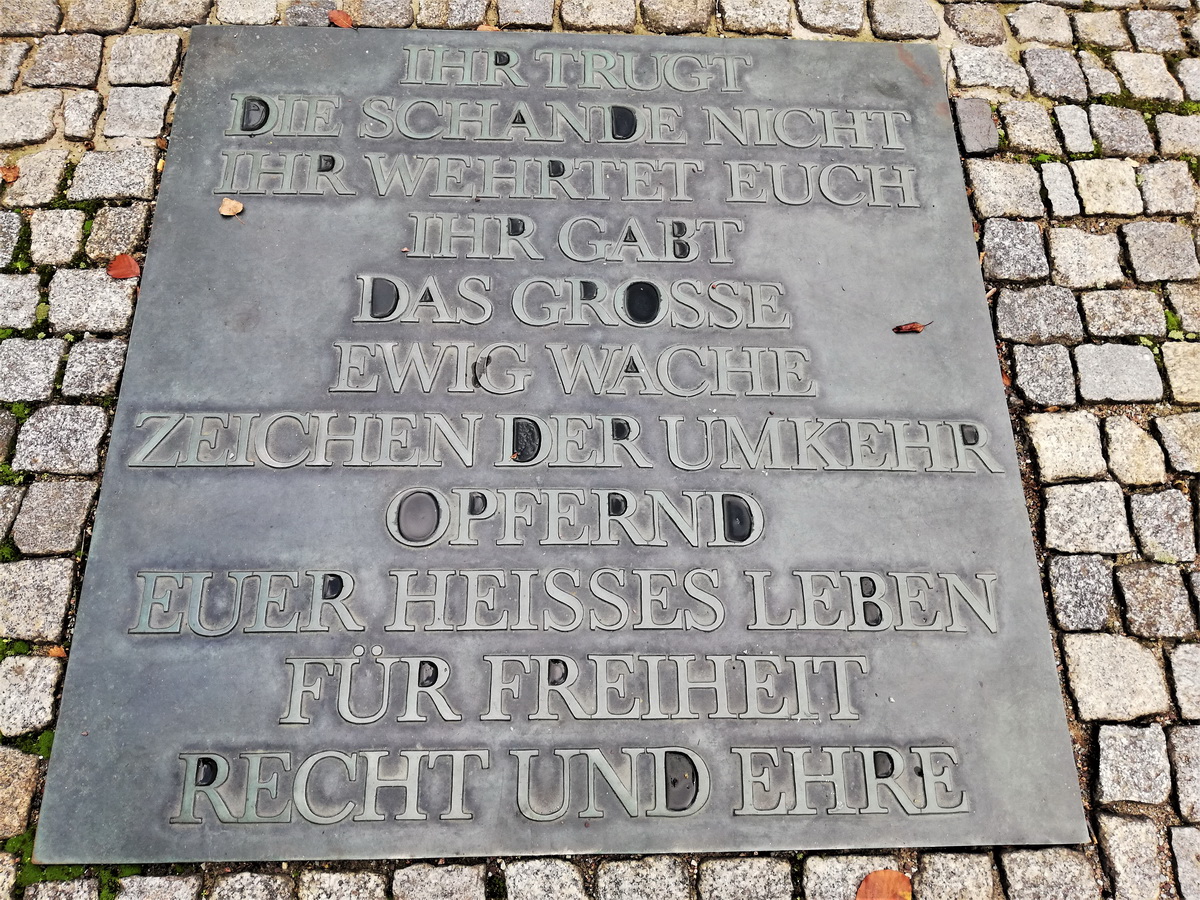 IHR TRUGT
DIE SCHANDE NICHT
IHR WEHRTET EUCH
IHR GABT
DAS GROSSE
EWIG WACHE
ZEICHEN DER UMKEHR
OPFERND
EUER HEISSES LEBEN
FÜR FREIHEIT
RECHT UND EHRE